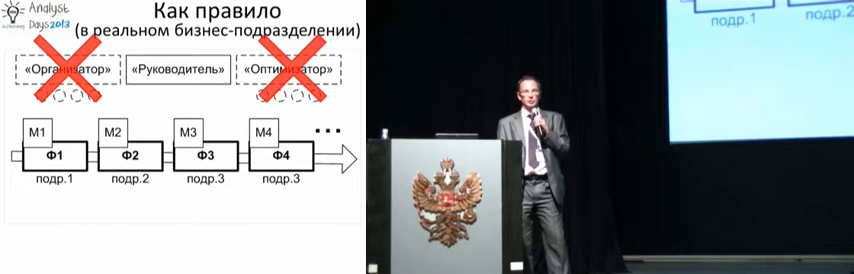 Analyst
Days 2013
Как правило
(в реальном бизнес-подразделении)
«Организатор» «Руководитель» «Оптимизатор»
М1 М2 М3 М4 ...
Ф1 Ф2 Ф3 Ф4
подр.1 подр.2 подр.3 подр.3
подр.1 подр.2